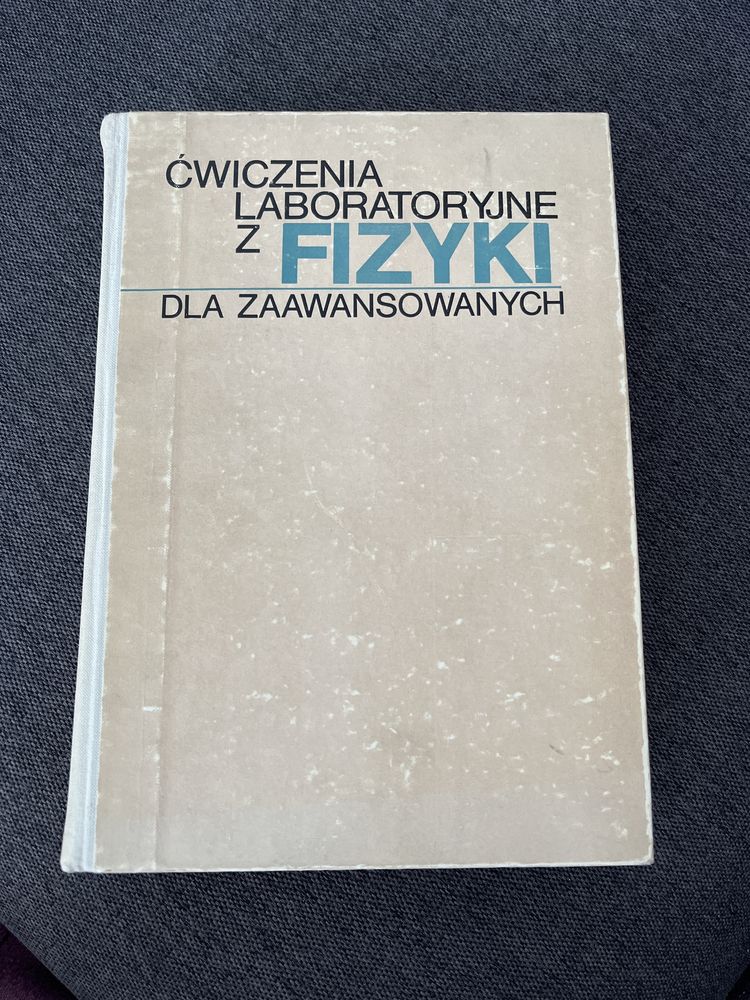 ĆWICZENIA
LABORATORYJNE
Z FIZYKI
DLA ZAAWANSOWANYCH